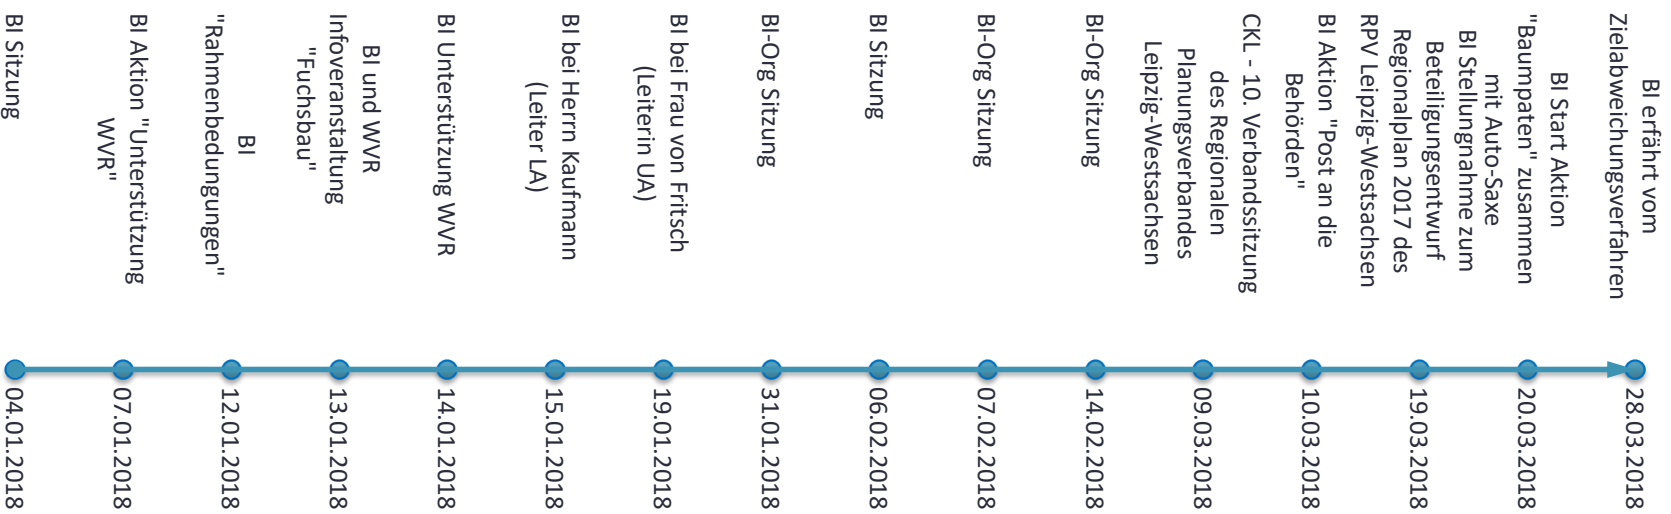 BI erfährt vom
Zielabweichungsverfahren
28.03.2018
BI Start Aktion
"Baumpaten" zusammen
mit Auto-Saxe
20.03.2018
BI Stellungnahme zum
Beteiligungsentwurf
Regionalplan 2017 des
RPV Leipzig-Westsachsen
19.03.2018
BI Aktion "Post an die
Behörden"
10.03.2018
CKL - 10. Verbandssitzung
des Regionalen
Planungsverbandes
Leipzig-Westsachsen
09.03.2018
BI-Org Sitzung
14.02.2018
BI-Org Sitzung
07.02.2018
BI Sitzung
06.02.2018
BI-Org Sitzung
31.01.2018
BI bei Frau von Fritsch
(Leiterin UA)
19.01.2018
BI bei Herrn Kaufmann
(Leiter LA)
15.01.2018
BI Unterstützung WVR
14.01.2018
BI und WVR
Infoveranstaltung
"Fuchsbau"
13.01.2018
BI
"Rahmenbedungungen"
12.01.2018
BI Aktion "Unterstützung
WVR"
07.01.2018
BI Sitzung
04.01.2018